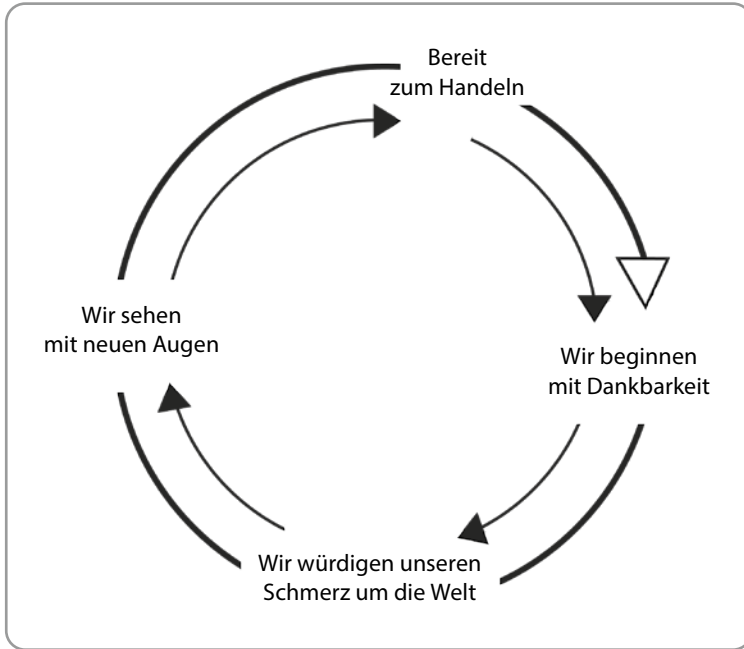 Bereit
zum Handeln
Wir sehen
mit neuen Augen
Wir beginnen
mit Dankbarkeit
Wir würdigen unseren
Schmerz um die Welt